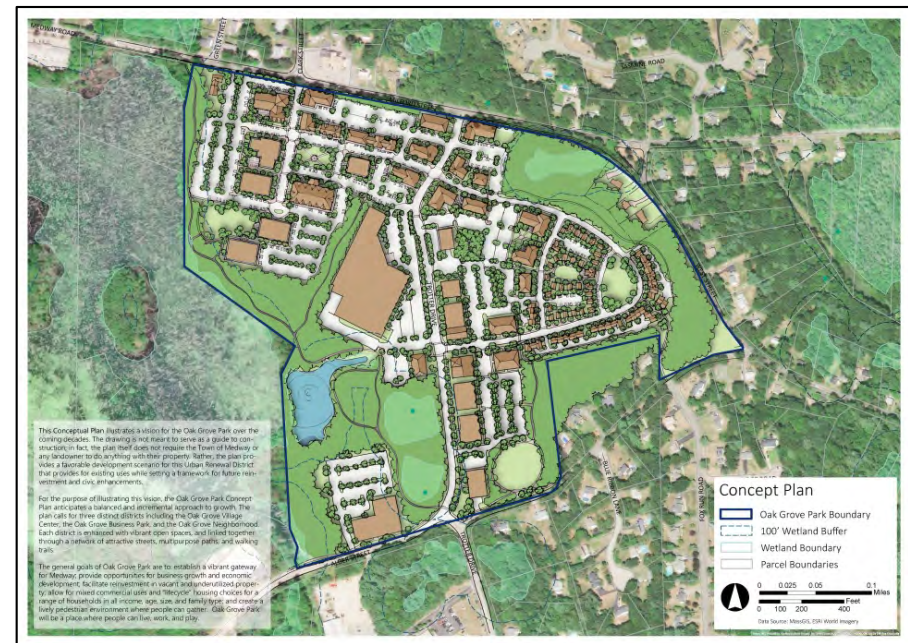 MEDWAY ROAD
GREEN STREET
CLARK STREET
This Conceptual Plan illustrates a vision for the Oak Grove Park over the
coming decades. The drawing is not meant to serve as a guide to con-
struction; in fact, the plan itself does not require the Town of Medway or
any landowner to do anything with their property. Rather, the plan pro-
vides a favorable development scenario for this Urban Renewal District
that provides for existing uses while setting a framework for future rein-
vestment and civic enhancements.
For the purpose of illustrating this vision, the Oak Grove Park Concept
Plan anticipates a balanced and incremental approach to growth. The
plan calls for three distinct districts including the Oak Grove Village
Center, the Oak Grove Business Park, and the Oak Grove Neighborhood.
Each district is enhanced with vibrant open spaces, and linked together
through a network of attractive streets, multipurpose paths, and walking
trails.
The general goals of Oak Grove Park are to: establish a vibrant gateway
for Medway; provide opportunities for business growth and economic
development; facilitate reinvestment in vacant and underutilized proper-
ty; allow for mixed commercial uses and "lifecycle" housing choices for a
range of households in all income, age, size, and family type; and create a
lively pedestrian environment where people can gather. Oak Grove Park
will be a place where people can live, work, and play.
Concept Plan
Oak Grove Park Boundary
100' Wetland Buffer
Wetland Boundary
Parcel Boundaries
0 0.025 0.05 0.1
Miles
Feet
0 100 200 400
Data Source: MassGIS, ESRI World Imagery